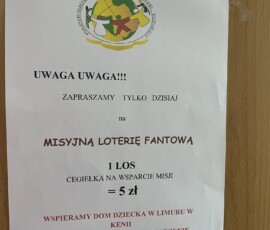 UWAGA UWAGA!!!
ZAPRASZAMY TYLKO DZISIAJ
na
MISYJNĄ LOTERIĘ FANTOWĄ
1 LOS
CEGIEŁKA NA WSPARCIE MISJI
= 5 zł
WSPIERAMY DOM DZIECKA W LIMURU W
KENII